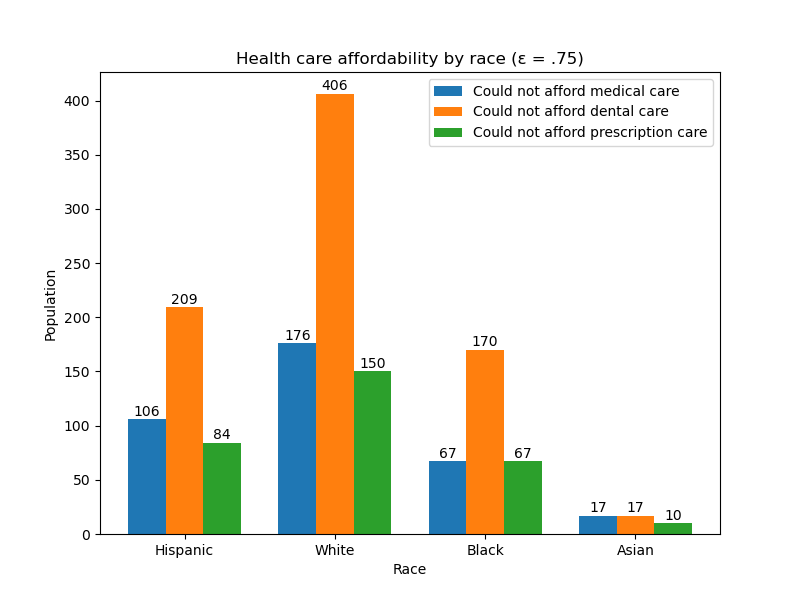 Health care affordability by race (ε = .75)
Could not afford medical care
Could not afford dental care
Could not afford prescription care
Population
400
350
300
250
200
150
100
50
0
106
209
84
176
406
150
67
170
67
17
17
10
Hispanic
White
Black
Asian
Race